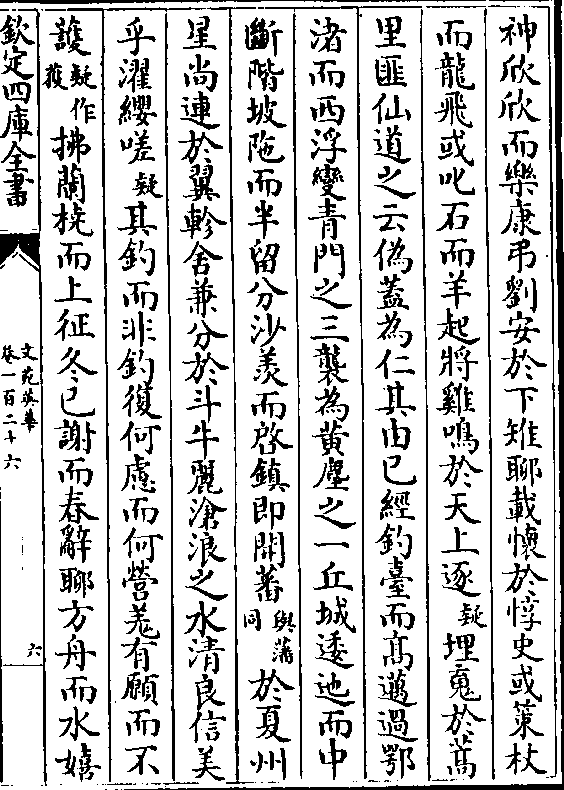 神欣欣而樂康弔劉安於下雉聊載懷於惇史或策杖
而龍飛或叱石而羊起將雞鳴於天上逐疑埋䰟於蒿
里匪仙道之云偽蓋為仁其由已經釣臺而髙邁過鄂
渚而西浮變青門之三襲為黄塵之一丘城逶迤而中
斷階坡陁而半留分沙羡而啓鎮即開蕃與藩同於夏州
星尚連於翼軫舍兼分於斗牛麗滄浪之水清良信美
乎濯纓嗟疑其釣而非釣復何慮而何營羗有願而不
頀疑作䕶拂蘭橈而上征冬已謝而春辭聊方舟而水嬉
欽定四庫全書
文苑英華
卷一百二十六
六